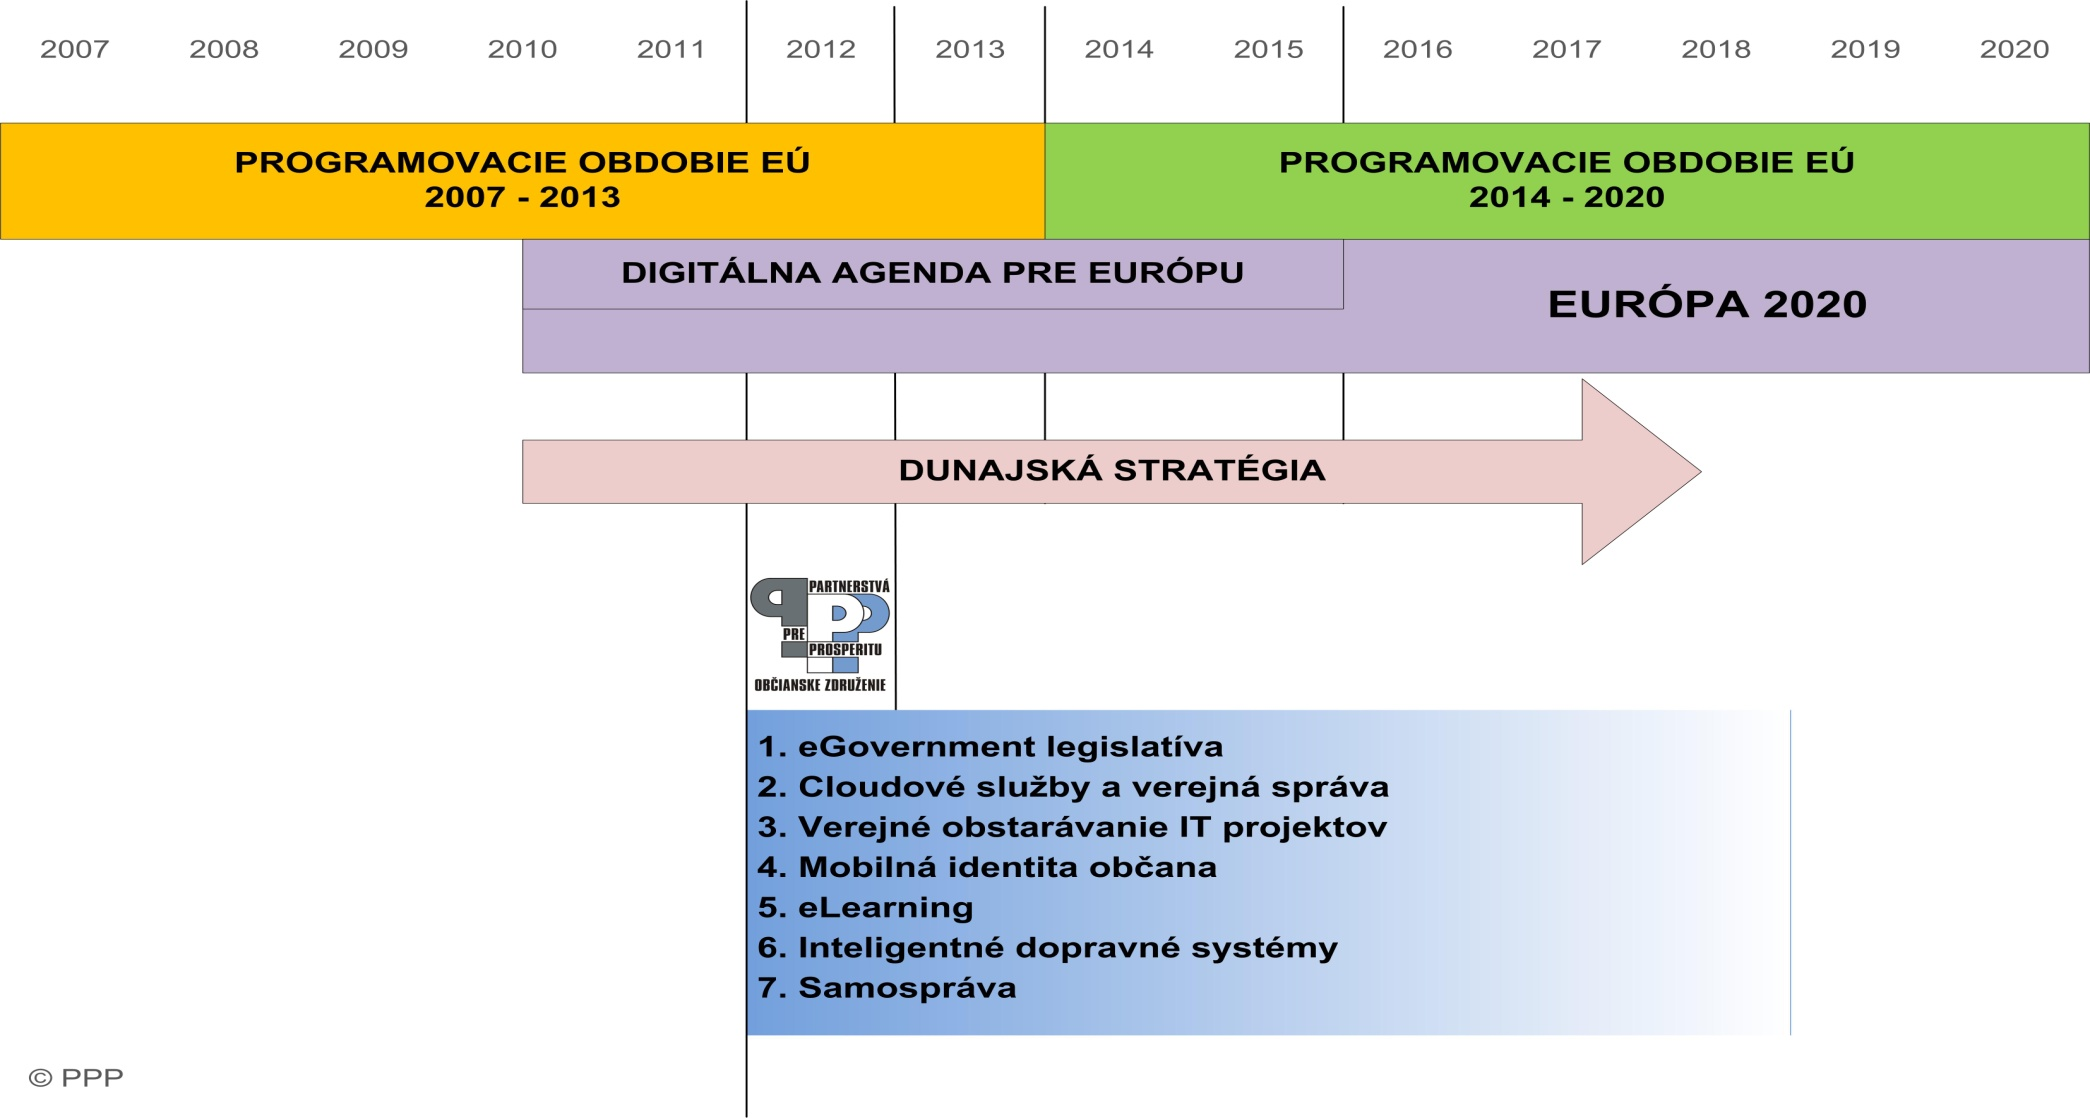 2007 2008 2009 2010 2011 2012 2013 2014 2015 2016 2017 2018 2019 2020
PROGRAMOVACIE OBDOBIE EÚ
2007 - 2013
PROGRAMOVACIE OBDOBIE EÚ
2014 - 2020
DIGITÁLNA AGENDA PRE EURÓPU
EURÓPA 2020
DUNAJSKÁ STRATÉGIA
PARTNERSTVÁ
PRE
PROSPERITU
OBČIANSKE ZDRUŽENIE
1. eGovernment legislatíva
2. Cloudové služby a verejná správa
3. Verejné obstarávanie IT projektov
4. Mobilná identita občana
5. eLearning
6. Inteligentné dopravné systémy
7. Samospráva
© PPP